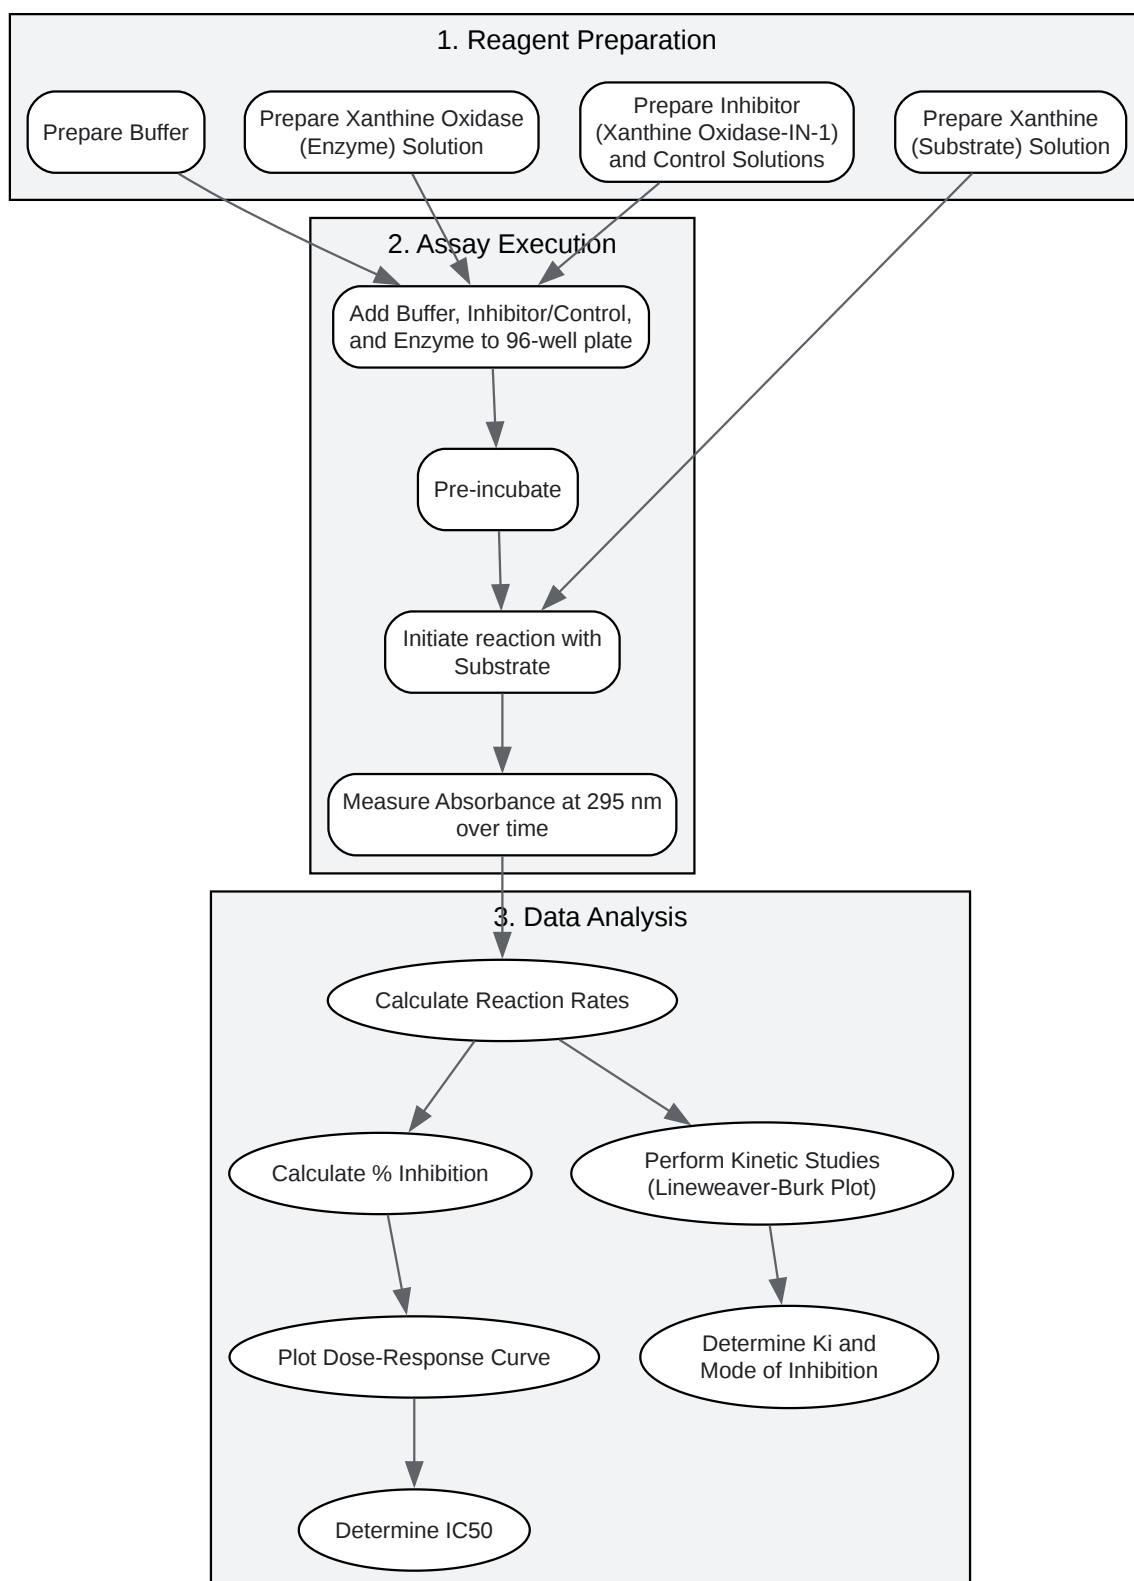 1. Reagent Preparation
Prepare Buffer
Prepare Xanthine Oxidase
(Enzyme) Solution
Prepare Inhibitor
(Xanthine Oxidase-IN-1)
and Control Solutions
Prepare Xanthine
(Substrate) Solution
2. Assay Execution
Add Buffer, Inhibitor/Control,
and Enzyme to 96-well plate
Pre-incubate
Initiate reaction with
Substrate
Measure Absorbance at 295 nm
over time
3. Data Analysis
Calculate Reaction Rates
Calculate % Inhibition
Perform Kinetic Studies
(Lineweaver-Burk Plot)
Plot Dose-Response Curve
Determine Ki and
Mode of Inhibition
Determine IC50